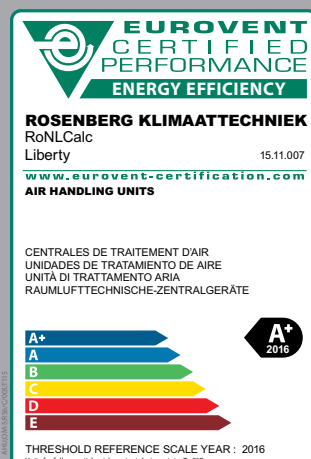 EUROVENT
CERTIFIED
PERFORMANCE
ENERGY EFFICIENCY
ROSENBERG KLIMAATTECHNIEK
RoNLCalc
Liberty 15.11.007
www.eurovent-certification.com
AIR HANDLING UNITS
CENTRALES DE TRAITEMENT D'AIR
UNIDADES DE TRATAMIENTO DE AIRE
UNITÀ DI TRATTAMENTO ARIA
RAUMLUFTTECHNISCHE-ZENTRALGERÄTE
A+
A
B
C
D
E
A+
2016
THRESHOLD REFERENCE SCALE YEAR : 2016